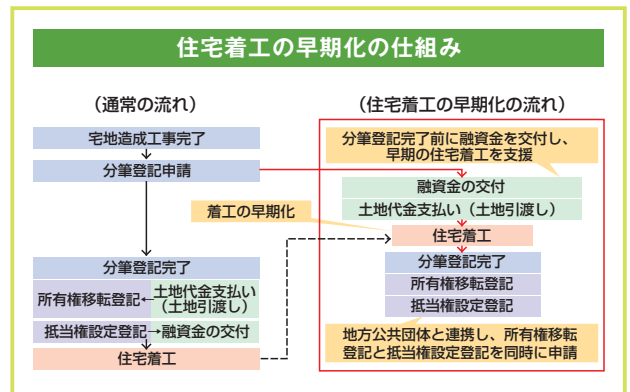 住宅着工の早期化の仕組み
（通常の流れ）
宅地造成工事完了
分筆登記申請
分筆登記完了
所有権移転登記←土地代金支払い
（土地引渡し）
抵当権設定登記→融資金の交付
住宅着工
着工の早期化
（住宅着工の早期化の流れ）
分筆登記完了前に融資金を交付し、
早期の住宅着工を支援
融資金の交付
土地代金支払い（土地引渡し）
住宅着工
分筆登記完了
所有権移転登記
抵当権設定登記
地方公共団体と連携し、所有権移転
登記と抵当権設定登記を同時に申請